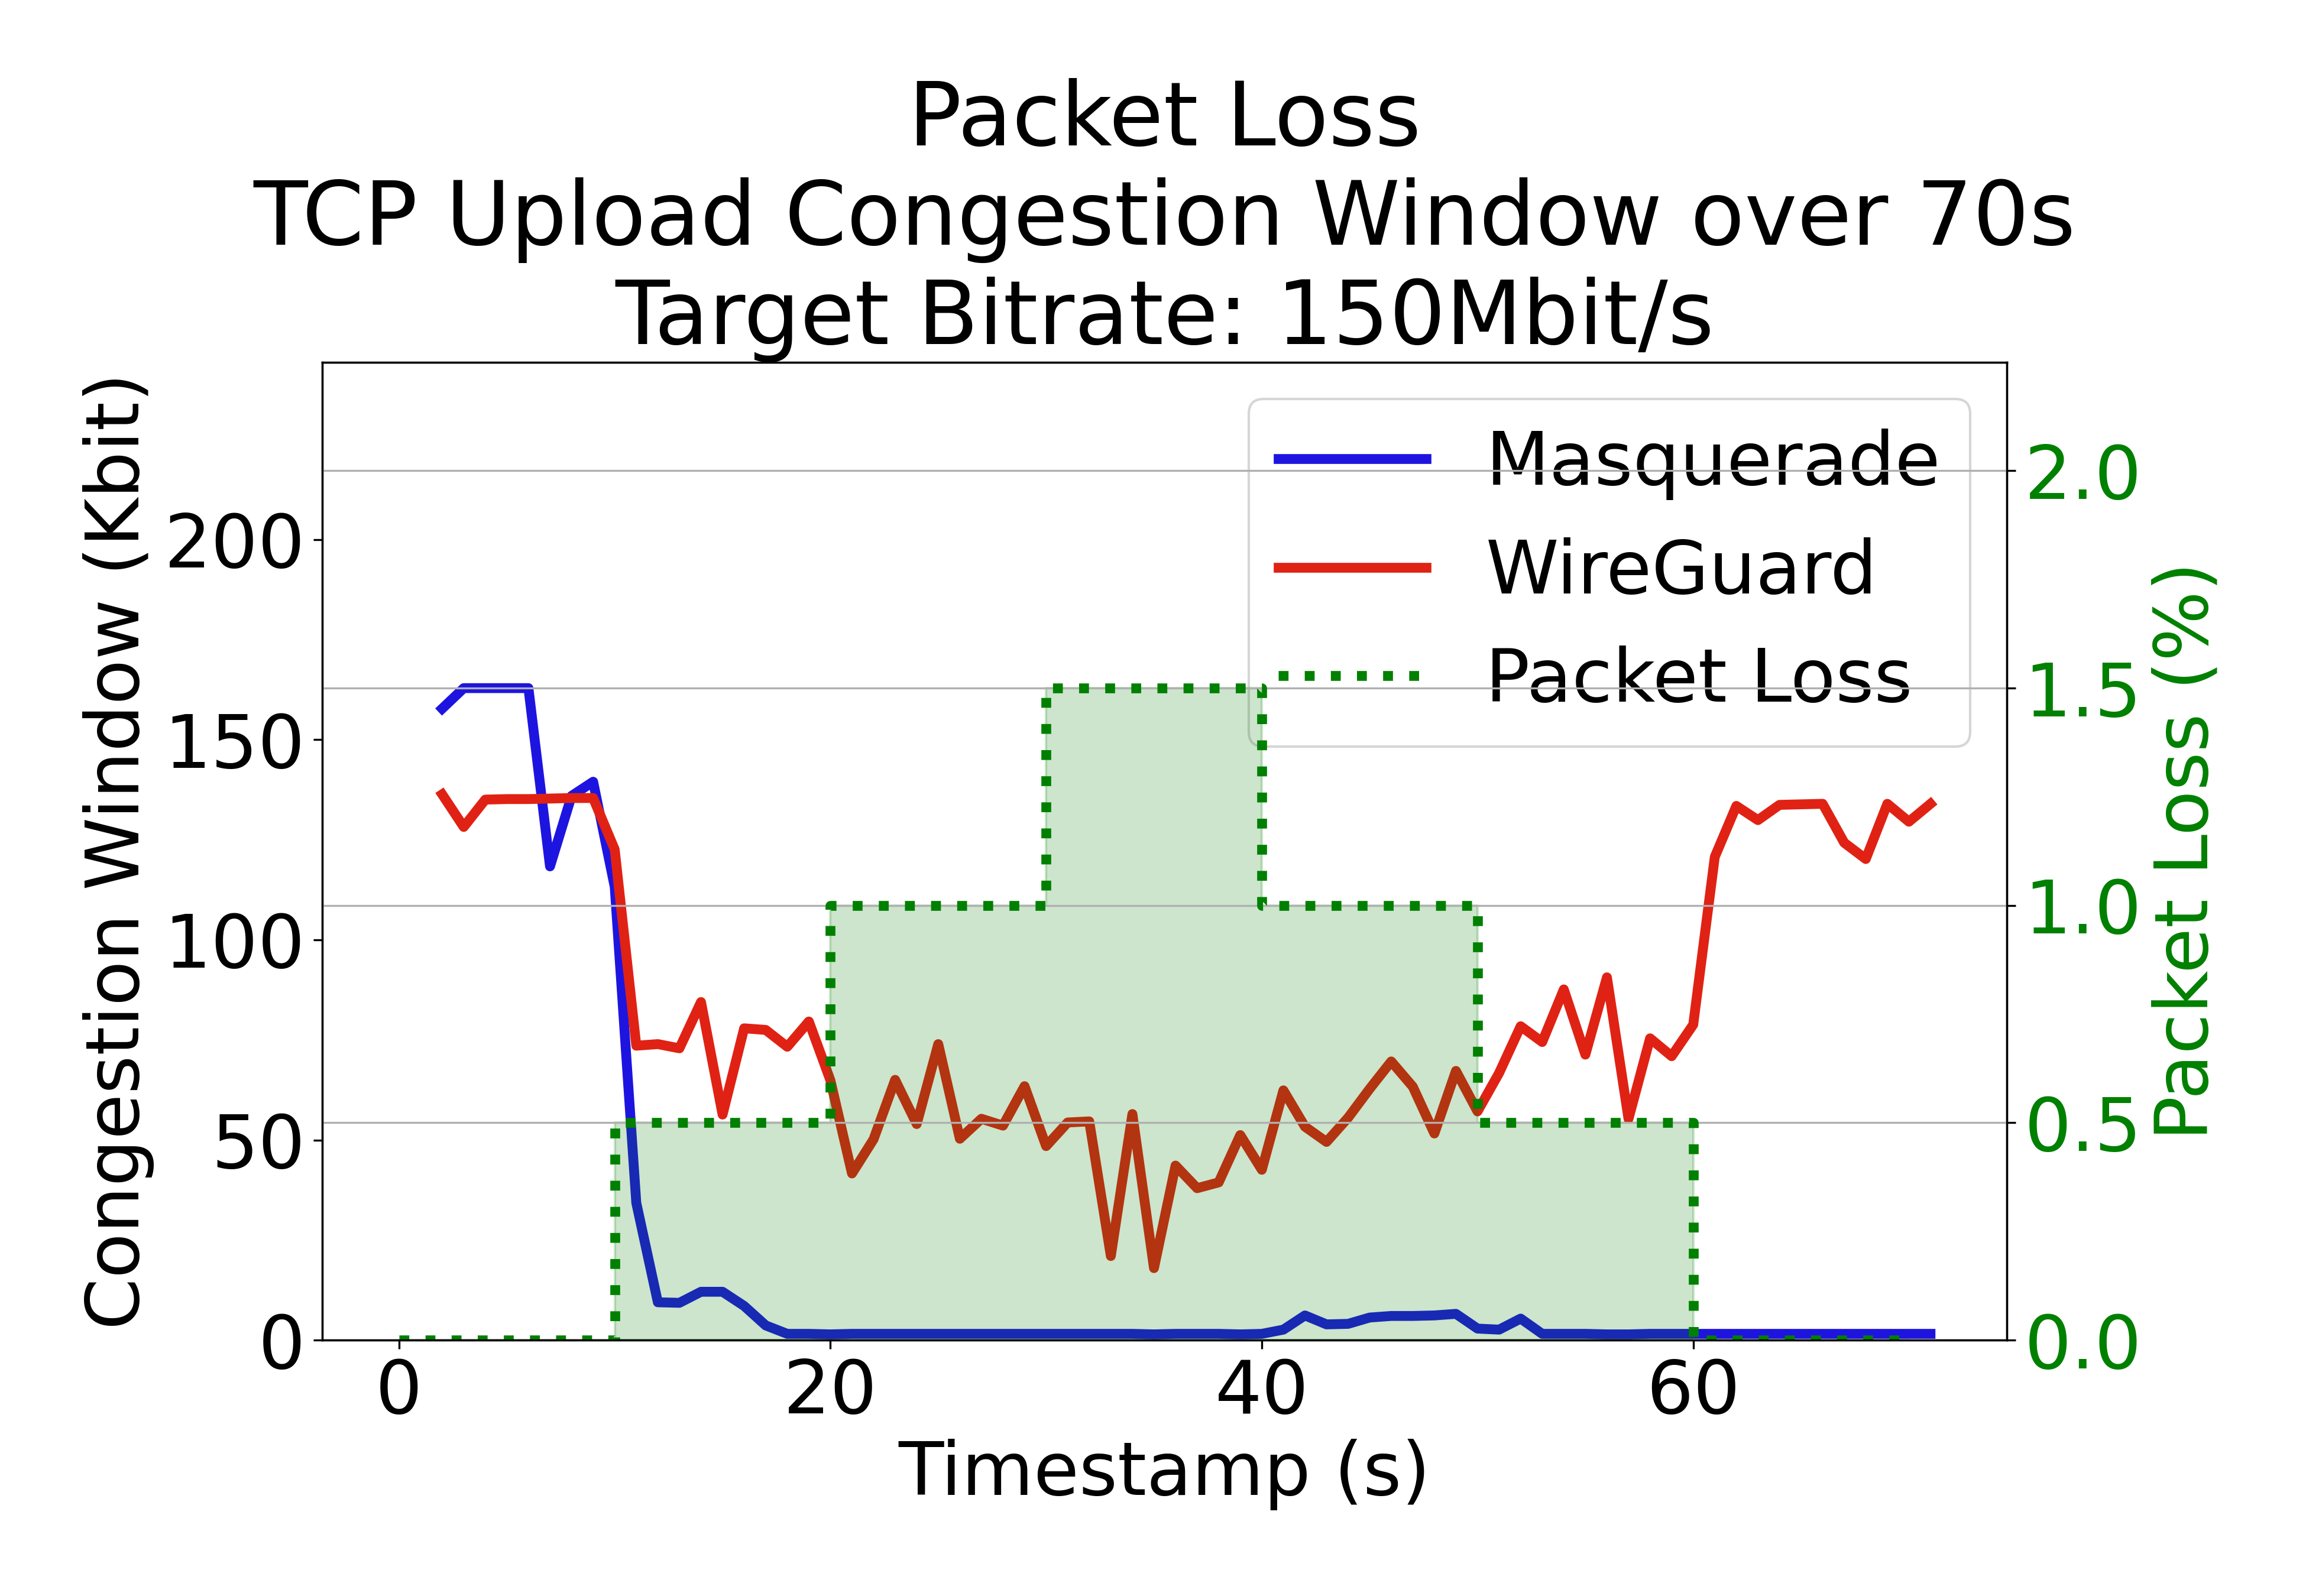 Packet Loss
TCP Upload Congestion Window over 70s
Target Bitrate: 150Mbit/s
Congestion Window (Kbit)
200
150
100
50
0
Masquerade
WireGuard
Packet Loss
2.0
1.5
1.0
0.5
0.0
Packet Loss (%)
0 20 40 60
Timestamp (s)